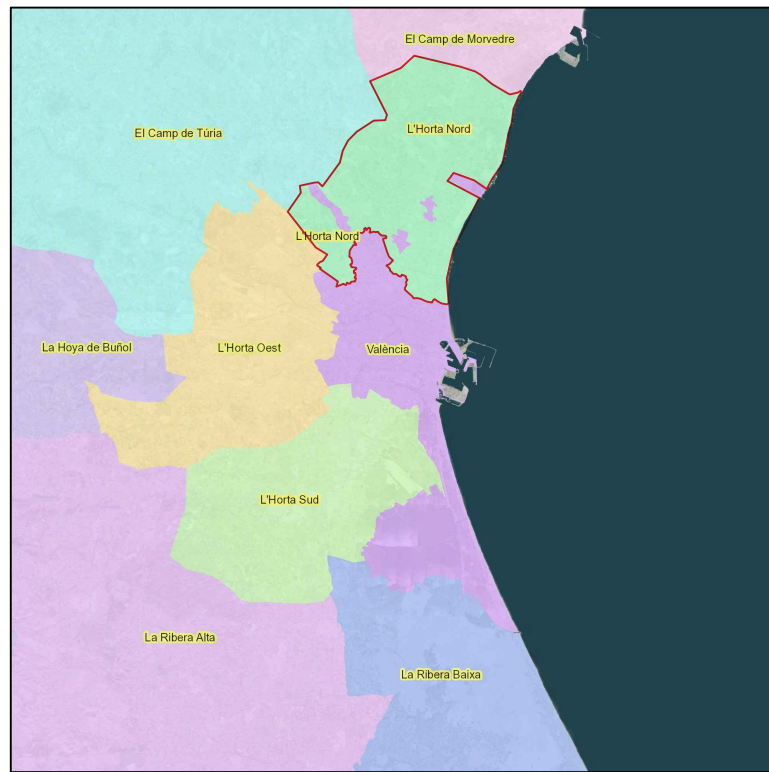 El Camp de Morvedre
L'Horta Nord
El Camp de Túria
L'Horta Nord
La Hoya de Buñol
L'Horta Oest
València
L'Horta Sud
La Ribera Alta
La Ribera Baixa